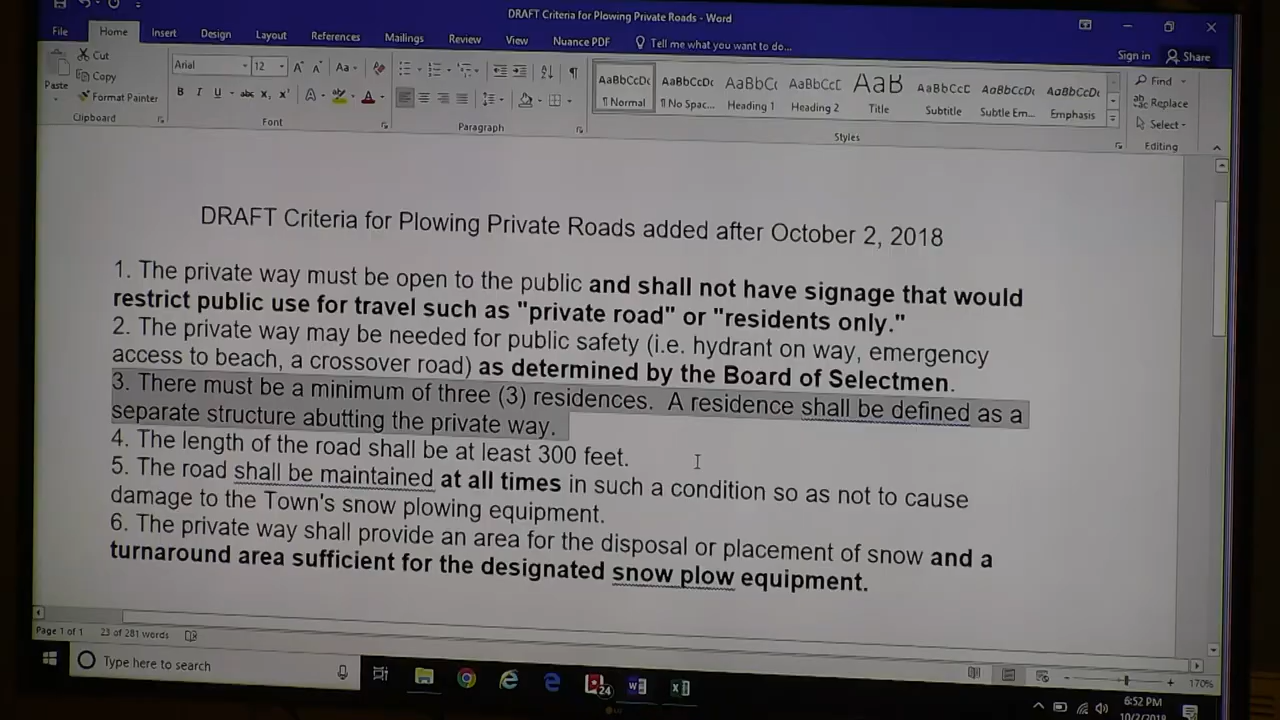 DRAFT Criteria for Plowing Private Roads - Word
File Home Insert Design Layout References Mailings Review View Nuance PDF Tell me what you want to do...
Sign in Share
Cut
Copy
Paste
Format Painter
Clipboard
Arial 12
Font
Paragraph
AaBbCcDc AaBbCcDc AaBbCc AaBbCcC AaB AaBbCcC AaBbCcDc AaBbCcDc
¶ Normal ¶ No Spac... Heading 1 Heading 2 Title Subtitle Subtle Em... Emphasis
Styles
Find
Replace
Select
Editing
DRAFT Criteria for Plowing Private Roads added after October 2, 2018
1. The private way must be open to the public and shall not have signage that would
restrict public use for travel such as "private road" or "residents only."
2. The private way may be needed for public safety (i.e. hydrant on way, emergency
access to beach, a crossover road) as determined by the Board of Selectmen.
3. There must be a minimum of three (3) residences. A residence shall be defined as a
separate structure abutting the private way.
4. The length of the road shall be at least 300 feet.
5. The road shall be maintained at all times in such a condition so as not to cause
damage to the Town's snow plowing equipment.
6. The private way shall provide an area for the disposal or placement of snow and a
turnaround area sufficient for the designated snow plow equipment.
Page 1 of 1 23 of 281 words
170%
Type here to search
24
6:52 PM
10/2/2018